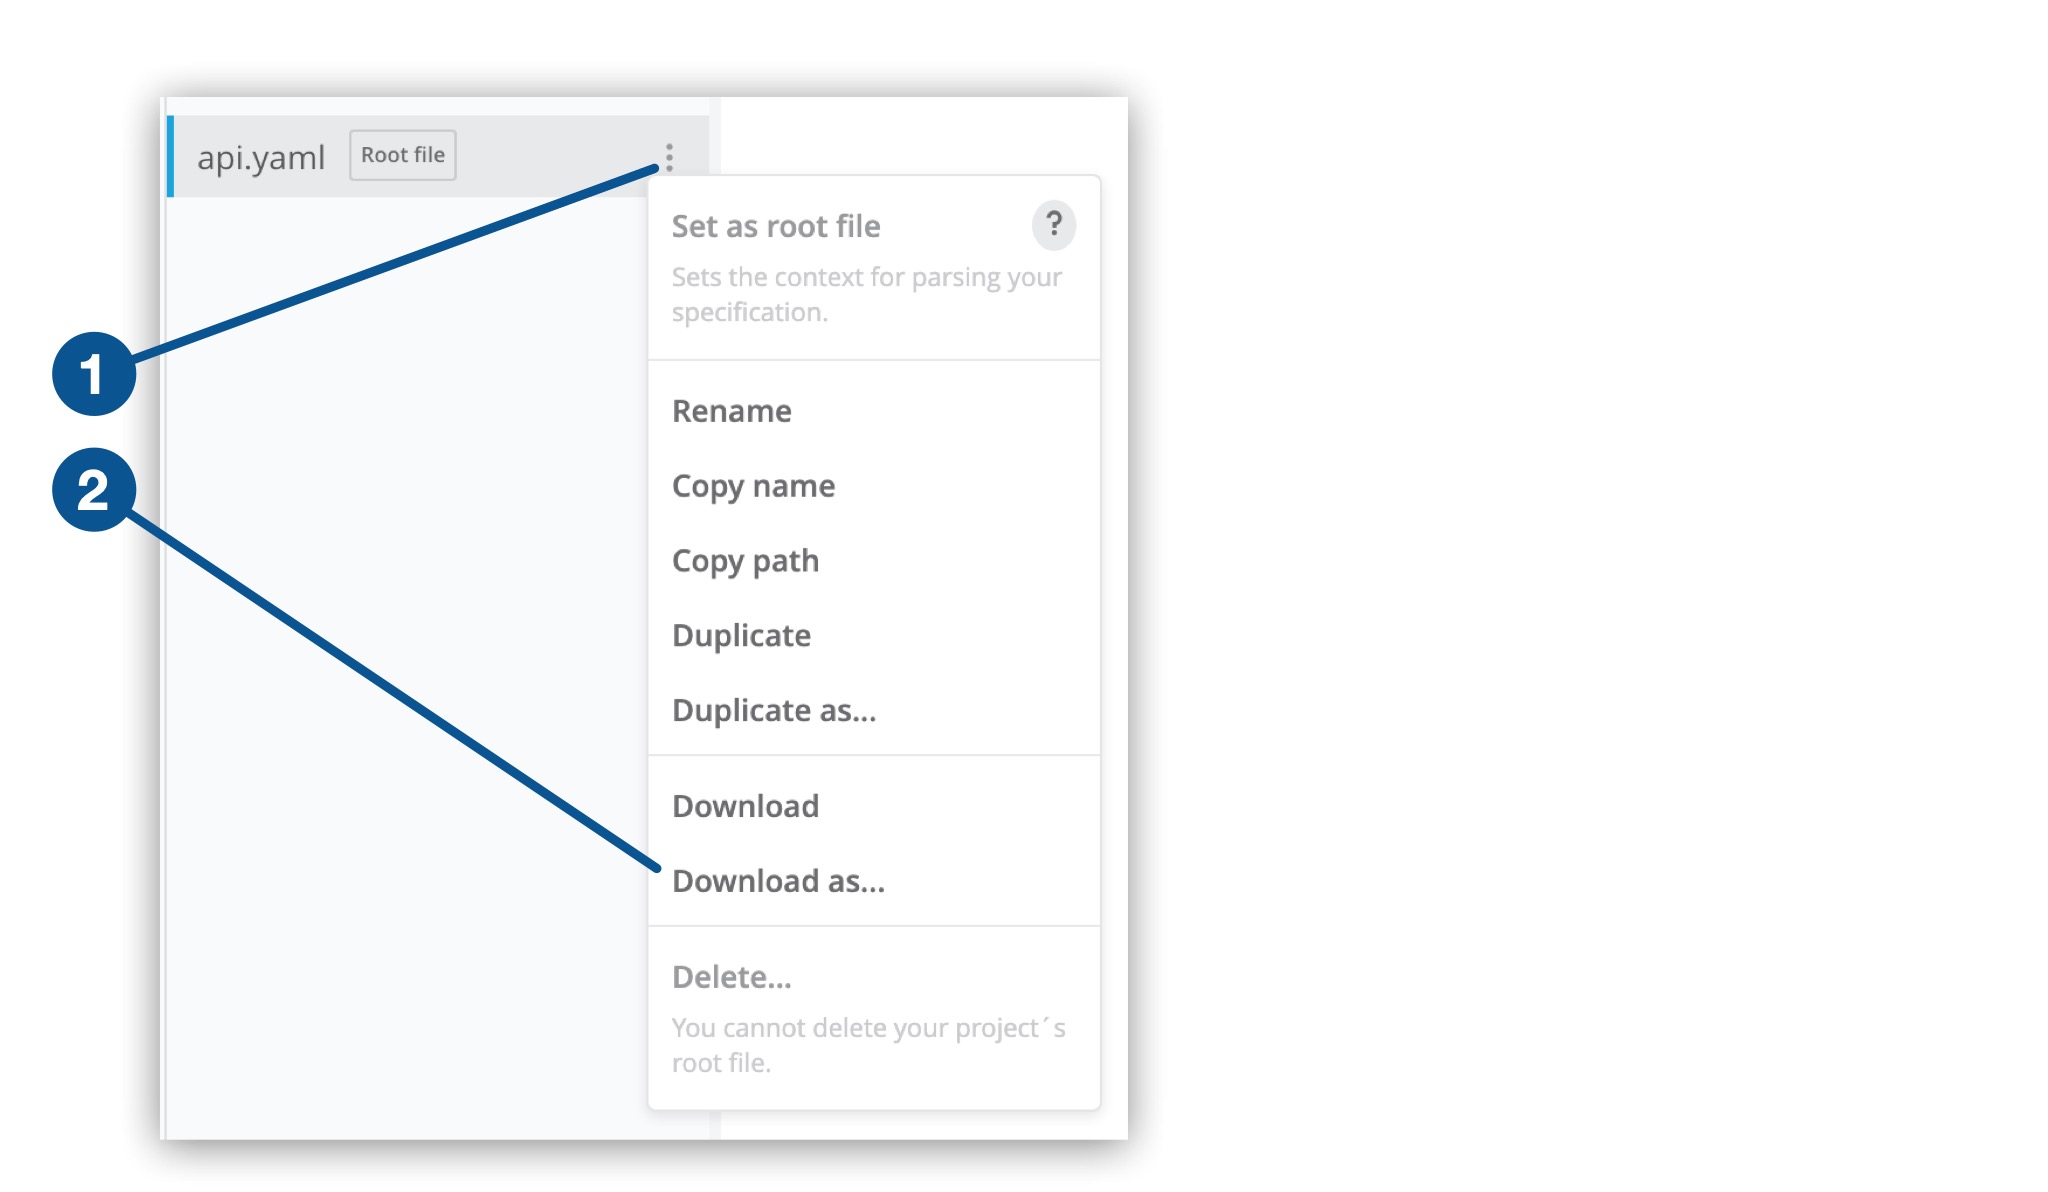 api.yaml Root file
Set as root file ?
Sets the context for parsing your
specification.
1
Rename
2
Copy name
Copy path
Duplicate
Duplicate as...
Download
Download as...
Delete...
You cannot delete your project´s
root file.